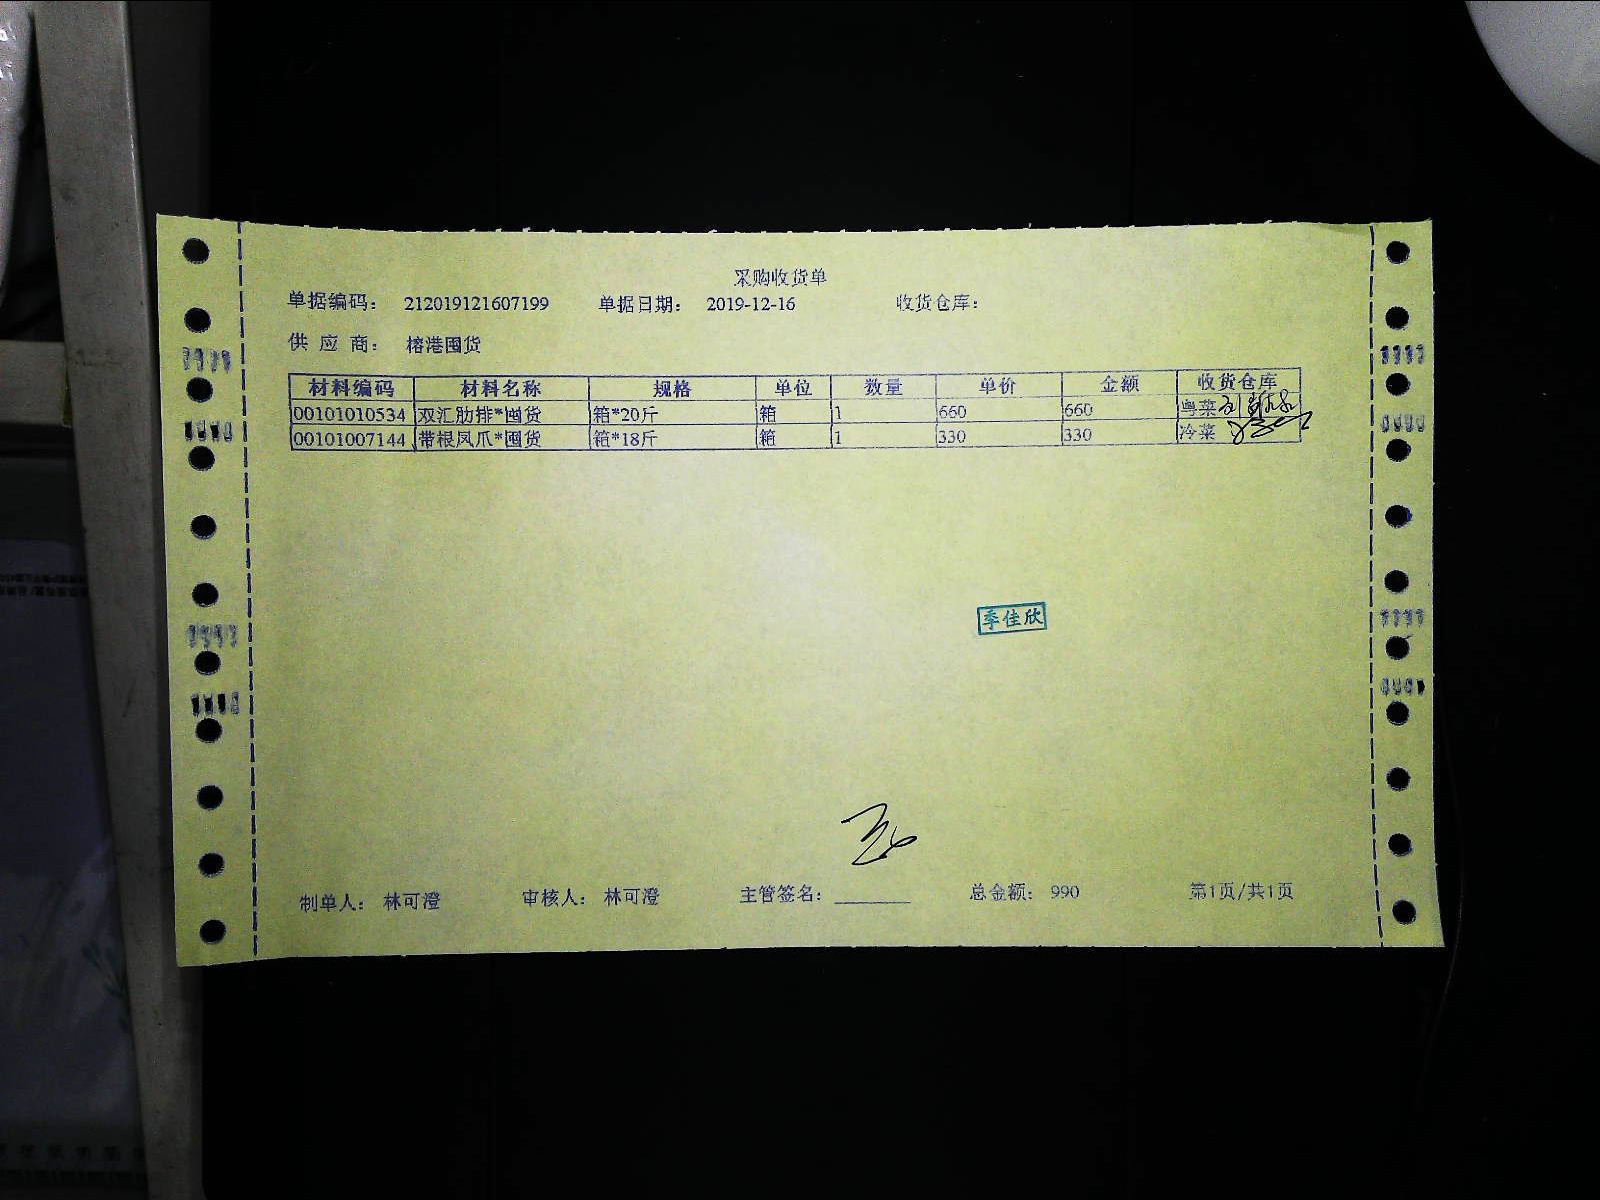 采购收货单
单据编码： 212019121607199 单据日期： 2019-12-16 收货仓库：
供 应 商： 榕港囤货
材料编码 材料名称 规格 单位 数量 单价 金额 收货仓库
00101010534 双汇肋排*囤货 箱*20斤 箱 1 660 660 粤菜
00101007144 带根凤爪*囤货 箱*18斤 箱 1 330 330 冷菜
季佳欣
制单人： 林可澄 审核人： 林可澄 主管签名： 总金额： 990 第1页/共1页